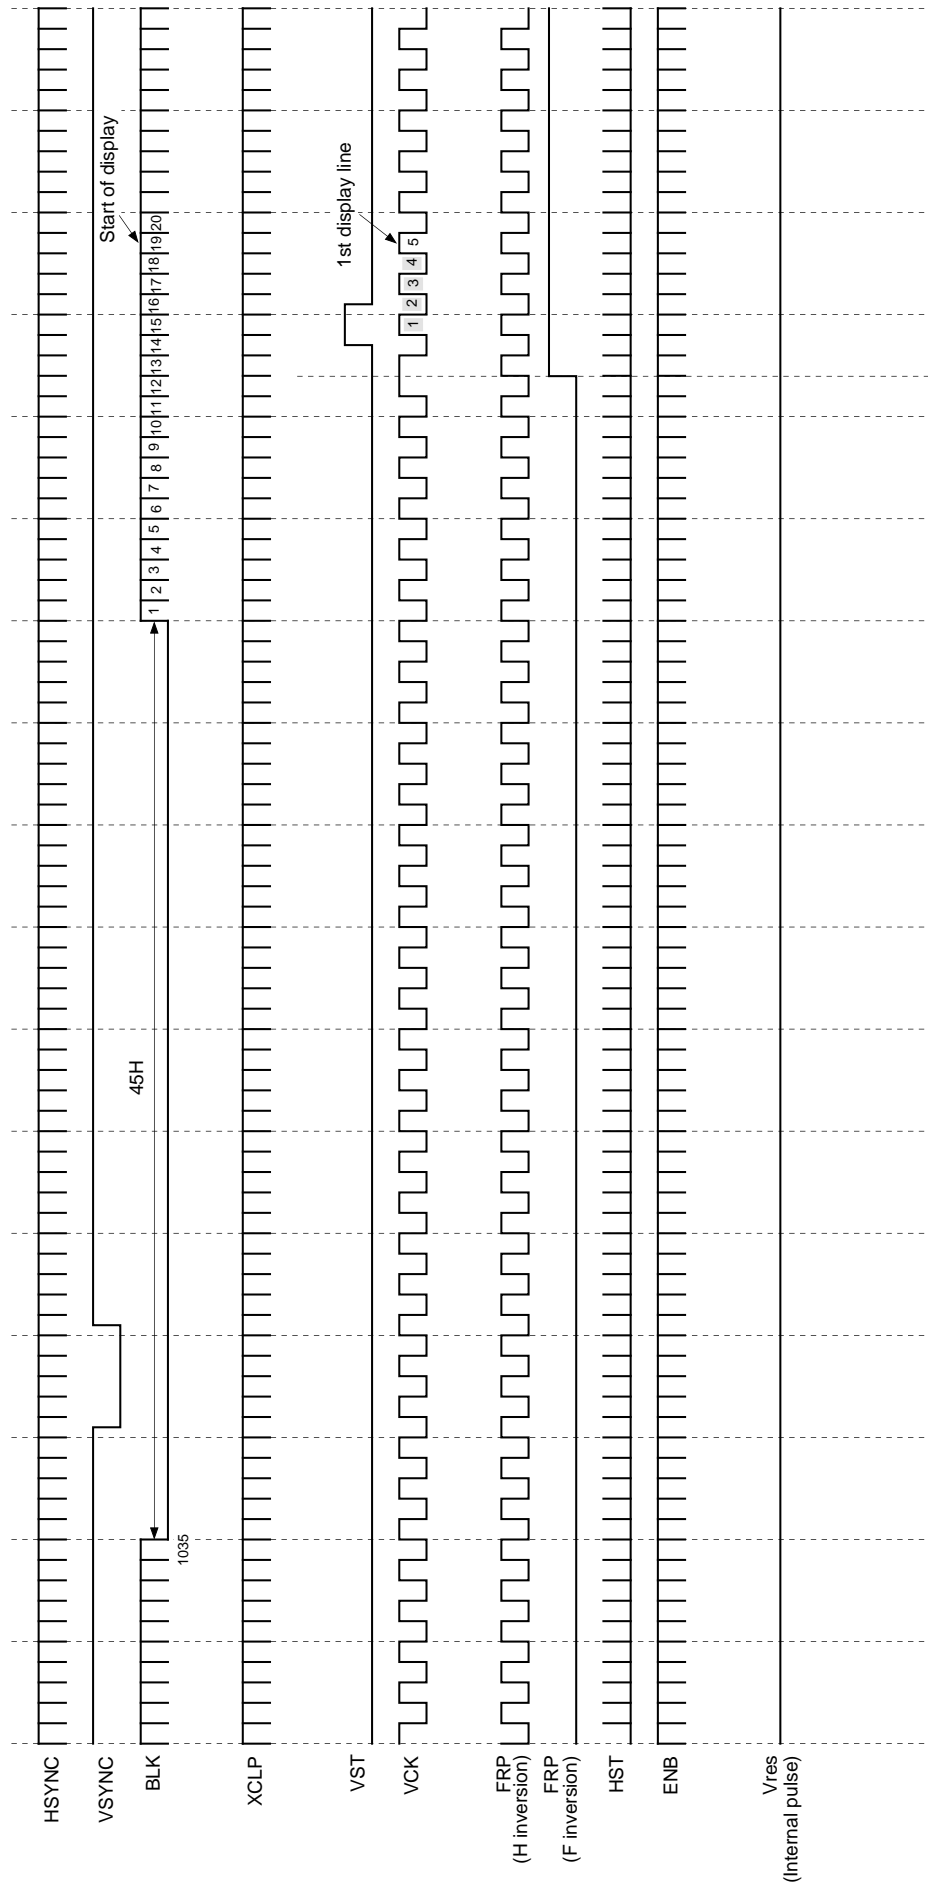 HSYNC
VSYNC
BLK
1035
45H
1 2 3 4 5 6 7 8 9 10 11 12 13 14 15 16 17 18 19 20
Start of display
XCLP
VST
1st display line
VCK
1 2 3 4 5
FRP
(H inversion)
FRP
(F inversion)
HST
ENB
Vres
(Internal pulse)